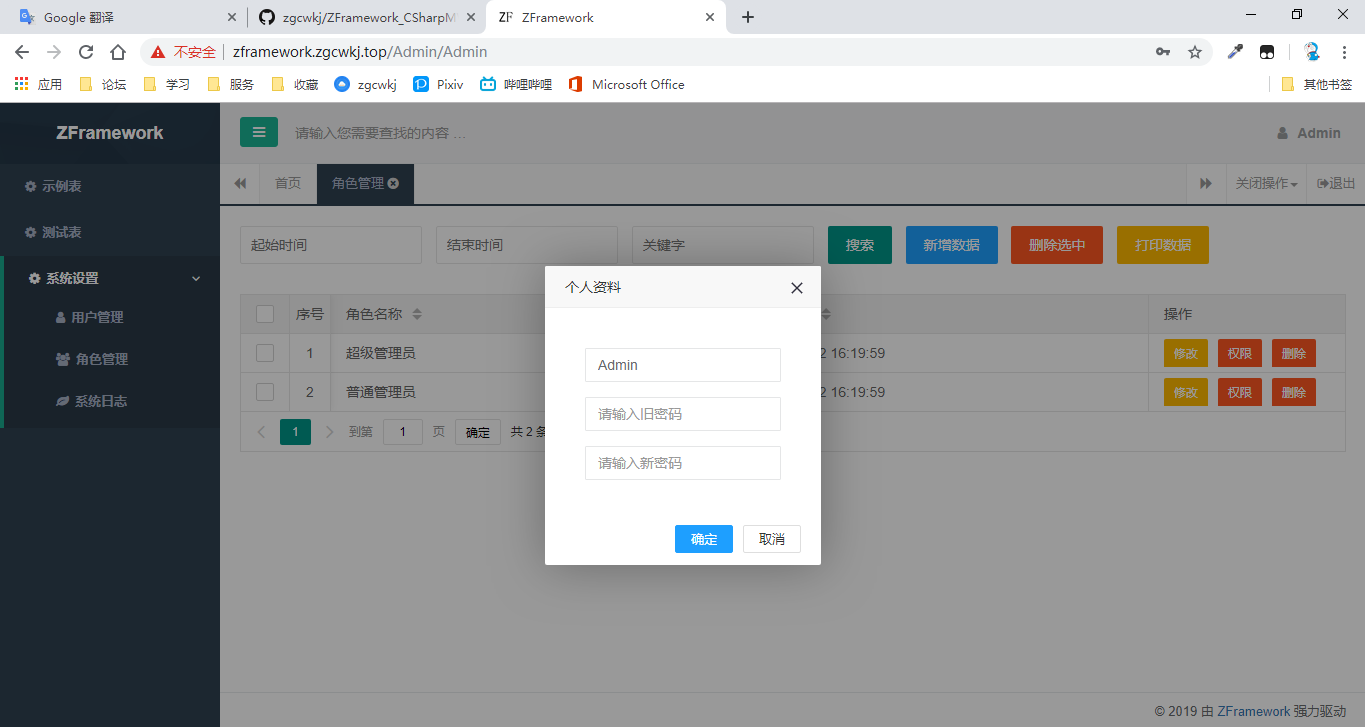 Google 翻译
zgcwkj/ZFramework_CSharpM
ZF ZFramework
不安全 zframework.zgcwkj.top/Admin/Admin
应用 论坛 学习 服务 收藏 zgcwkj Pixiv 哔哩哔哩 Microsoft Office 其他书签
ZFramework
请输入您需要查找的内容 …
Admin
示例表
测试表
系统设置
用户管理
角色管理
系统日志
首页 角色管理 关闭操作 退出
起始时间 结束时间 关键字 搜索 新增数据 删除选中 打印数据
序号 角色名称 操作
1 超级管理员 2 16:19:59 修改 权限 删除
2 普通管理员 2 16:19:59 修改 权限 删除
1 到第 1 页 确定 共 2 条
个人资料
Admin
请输入旧密码
请输入新密码
确定 取消
© 2019 由 ZFramework 强力驱动